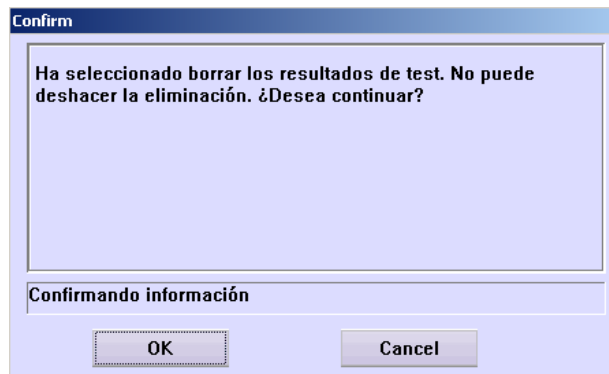 Confirm
Ha seleccionado borrar los resultados de test. No puede
deshacer la eliminación. ¿Desea continuar?
Confirmando información
OK
Cancel